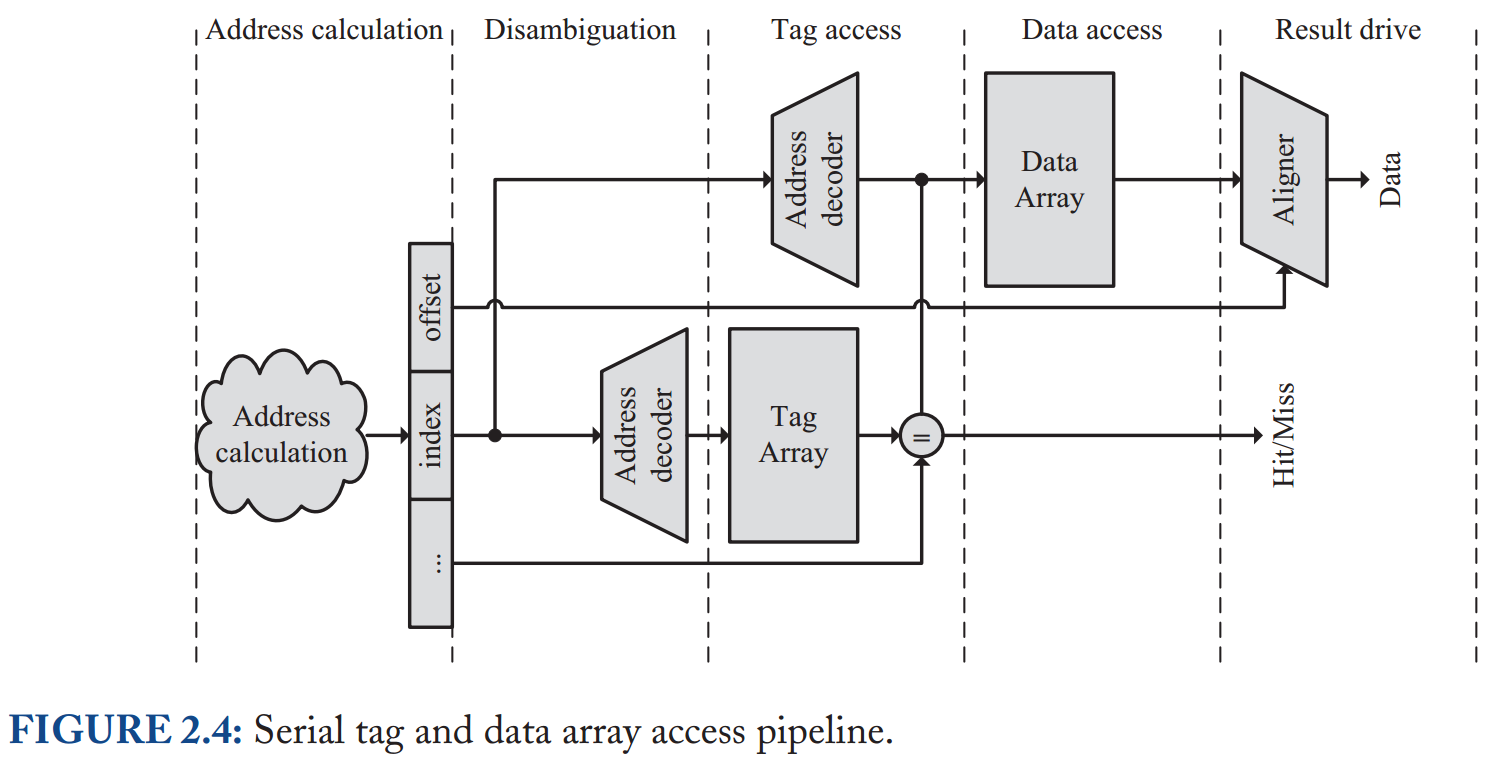 Address calculation
Disambiguation
Tag access
Data access
Result drive
Address
decoder
Data
Array
Aligner
Data
offset
index
...
Address
calculation
Address
decoder
Tag
Array
=
Hit/Miss
FIGURE 2.4: Serial tag and data array access pipeline.